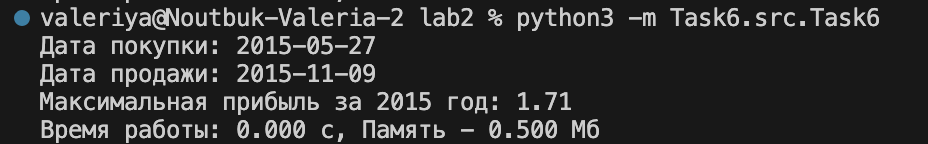 valeriya@Noutbuk-Valeria-2 lab2 % python3 -m Task6.src.Task6
Дата покупки: 2015-05-27
Дата продажи: 2015-11-09
Максимальная прибыль за 2015 год: 1.71
Время работы: 0.000 с, Память - 0.500 Мб